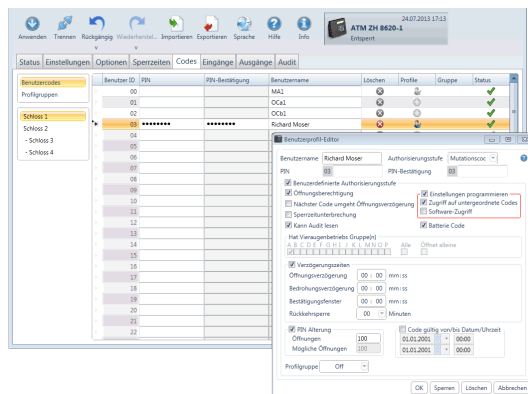 24.07.2013 17:13
ATM ZH 8620-1
Entsperrt
Anwenden Trennen Rückgängig Wiederherstel.. Importieren Exportieren Sprache Hilfe Info
Status Einstellungen Optionen Sperrzeiten Codes Eingänge Ausgänge Audit
Benutzercodes
Profilgruppen
Schloss 1
Schloss 2
- Schloss 3
- Schloss 4
Benutzer ID PIN PIN-Bestätigung Benutzername Löschen Profile Gruppe Status
00 MA1
01 OCa1
02 OCb1
03 •••••••• •••••••• Richard Moser
04
05
06
07
08
09
10
11
12
13
14
15
16
17
18
19
20
21
22
Benutzerprofil-Editor
Benutzername Richard Moser Authorisierungsstufe Mutationscoc
PIN 03 PIN-Bestätigung 03
Benuzerdefinierte Authorisierungsstufe
Öffnungsberechtigung
Einstellungen programmieren
Nächster Code umgeht Öffnungsverzögerung
Zugriff auf untergeordnete Codes
Sperrzeitunterbrechung
Software-Zugriff
Kann Audit lesen
Batterie Code
Hat Vieraugenbetriebs Gruppe(n)
A B C D E F G H I J K L M N O P Alle Öffnet alleine
Verzögerungszeiten
Öffnungsverzögerung 00 : 00 mm:ss
Bedrohungsverzögerung 00 : 00 mm:ss
Bestätigungsfenster 00 : 00 mm:ss
Rückkehrsperre 00 Minuten
PIN Alterung
Öffnungen 100
Mögliche Öffnungen 100
Code gültig von/bis Datum/Uhrzeit
01.01.2001 00:00
01.01.2001 00:00
Profilgruppe Off
OK Sperren Löschen Abbrechen